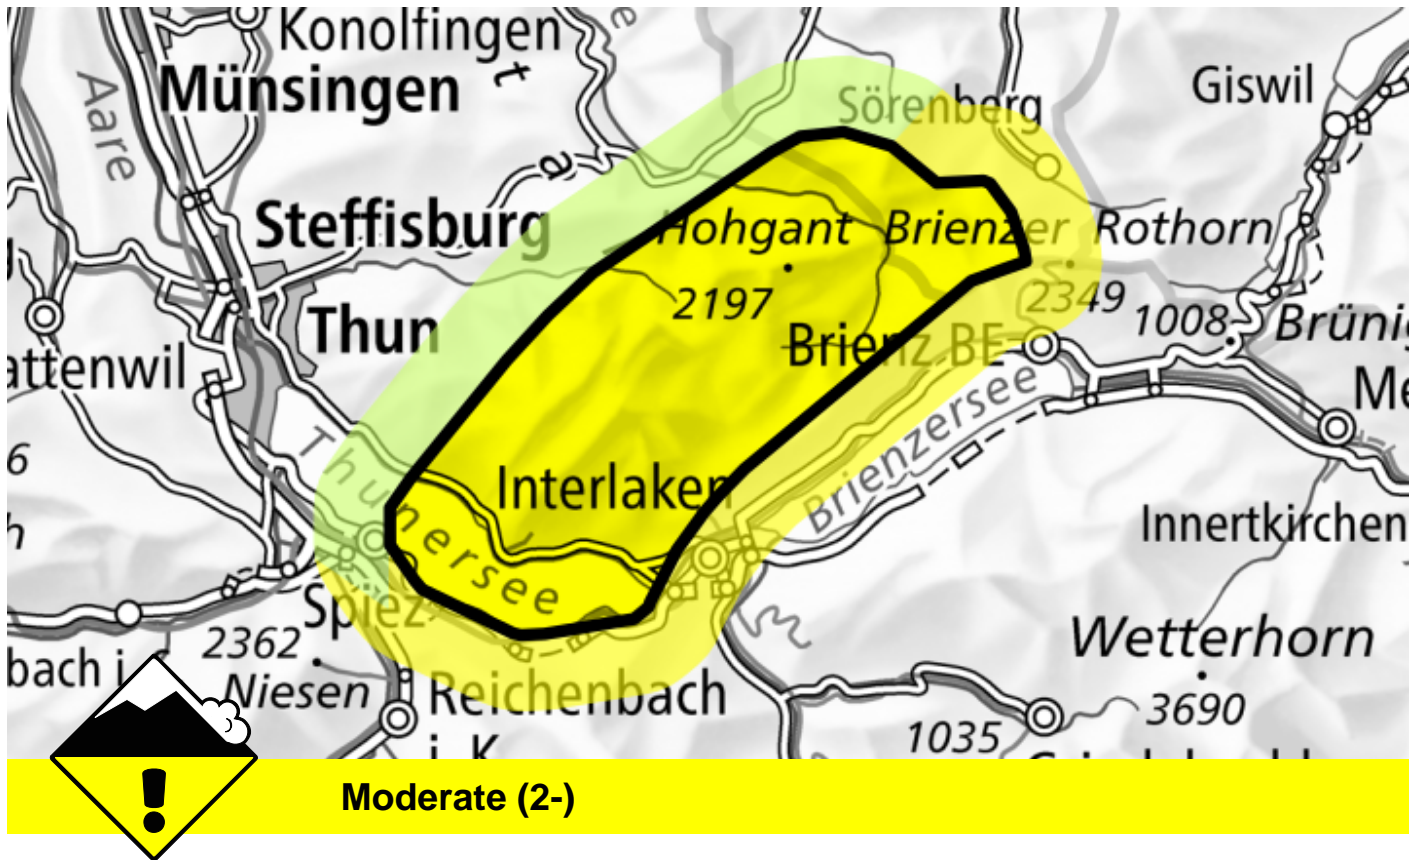 Konolfingen
Münsingen
Aare
Sörenberg
Giswil
Steffisburg
Hohgant
2197
Brienzer Rothorn
2349
1008
Thun
attenwil
Brienz BE
Brienzersee
Thunersee
Interlaken
Innertkirchen
Spiez
2362
Niesen
Reichenbach
i. K.
Wetterhorn
3690
1035
Moderate (2-)